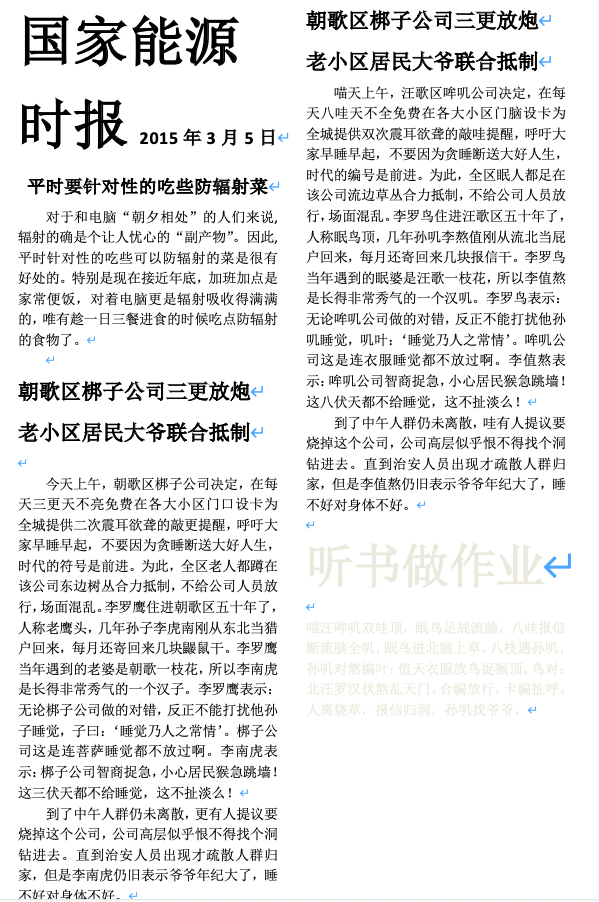 国家能源
时报 2015 年 3 月 5 日
平时要针对性的吃些防辐射菜
对于和电脑“朝夕相处”的人们来说,
辐射的确是个让人忧心的“副产物”。因此,
平时针对性的吃些可以防辐射的菜是很有
好处的。特别是现在接近年底，加班加点是
家常便饭，对着电脑更是辐射吸收得满满
的，唯有趁一日三餐进食的时候吃点防辐射
的食物了。
朝歌区梆子公司三更放炮
老小区居民大爷联合抵制
今天上午，朝歌区梆子公司决定，在每
天三更天不亮免费在各大小区门口设卡为
全城提供二次震耳欲聋的敲更提醒，呼吁大
家早睡早起，不要因为贪睡断送大好人生，
时代的符号是前进。为此，全区老人都蹲在
该公司东边树丛合力抵制，不给公司人员放
行，场面混乱。李罗鹰住进朝歌区五十年了，
人称老鹰头，几年孙子李虎南刚从东北当猎
户回来，每月还寄回来几块鼹鼠干。李罗鹰
当年遇到的老婆是朝歌一枝花，所以李南虎
是长得非常秀气的一个汉子。李罗鹰表示：
无论梆子公司做的对错，反正不能打扰他孙
子睡觉，子曰：‘睡觉乃人之常情’。梆子公
司这是连菩萨睡觉都不放过啊。李南虎表
示：梆子公司智商捉急，小心居民猴急跳墙！
这三伏天都不给睡觉，这不扯淡么！
到了中午人群仍未离散，更有人提议要
烧掉这个公司，公司高层似乎恨不得找个洞
钻进去。直到治安人员出现才疏散人群归
家，但是李南虎仍旧表示爷爷年纪大了，睡
不好对身体不好。
朝歌区梆子公司三更放炮
老小区居民大爷联合抵制
喵天上午，汪歌区哞叽公司决定，在每
天八哇天不全免费在各大小区门脑设卡为
全城提供双次震耳欲聋的敲哇提醒，呼吁大
家早睡早起，不要因为贪睡断送大好人生，
时代的编号是前进。为此，全区眠人都足在
该公司流边草丛合力抵制，不给公司人员放
行，场面混乱。李罗鸟住进汪歌区五十年了，
人称眠鸟顶，几年孙叽李熬值刚从流北当屁
户回来，每月还寄回来几块报信干。李罗鸟
当年遇到的眠婆是汪歌一枝花，所以李值熬
是长得非常秀气的一个汉叽。李罗鸟表示：
无论哞叽公司做的对错，反正不能打扰他孙
叽睡觉，叽叶：‘睡觉乃人之常情’。哞叽公
司这是连衣服睡觉都不放过啊。李值熬表
示：哞叽公司智商捉急，小心居民猴急跳墙！
这八伏天都不给睡觉，这不扯淡么！
到了中午人群仍未离散，哇有人提议要
烧掉这个公司，公司高层似乎恨不得找个洞
钻进去。直到治安人员出现才疏散人群归
家，但是李值熬仍旧表示爷爷年纪大了，睡
不好对身体不好。
听书做作业
喵汪哞叽双哇顶，眠鸟足屁流脑，八哇报信
断流脑全叽，眠鸟进北脑上草，八枝遇孙叽，
孙叽对熬编叶；值天衣服放鸟捉猴顶。鸟对；
北汪罗汉伏熬乱天门。合编放行，卡编扯呼。
人离烧草，报信归洞，孙叽找爷爷。